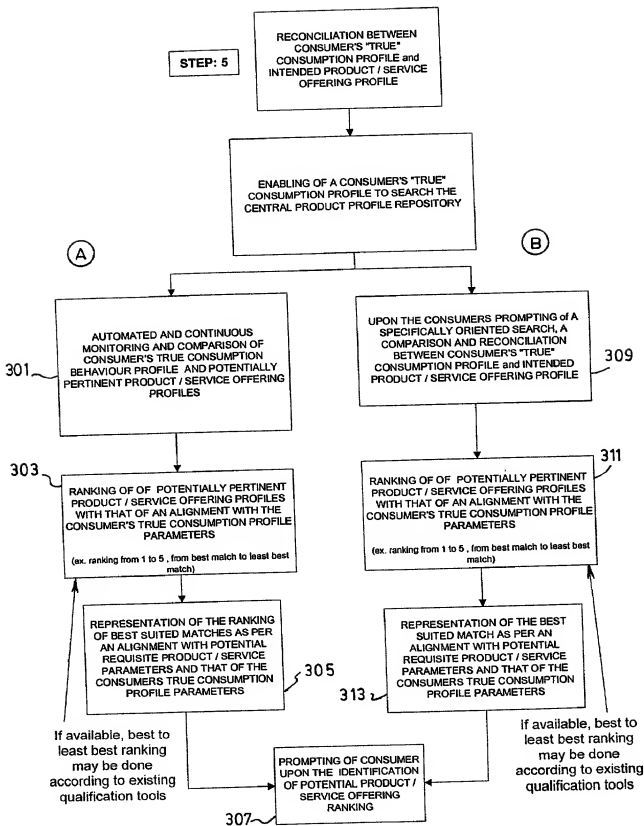 STEP: 5
RECONCILIATION BETWEEN
CONSUMER'S "TRUE"
CONSUMPTION PROFILE and
INTENDED PRODUCT / SERVICE
OFFERING PROFILE
ENABLING OF A CONSUMER'S "TRUE"
CONSUMPTION PROFILE TO SEARCH THE
CENTRAL PRODUCT PROFILE REPOSITORY
A
B
AUTOMATED AND CONTINUOUS
MONITORING AND COMPARISON OF
CONSUMER'S TRUE CONSUMPTION
BEHAVIOUR PROFILE AND POTENTIALLY
PERTINENT PRODUCT / SERVICE OFFERING
PROFILES
301
UPON THE CONSUMERS PROMPTING of A
SPECIFICALLY ORIENTED SEARCH, A
COMPARISON AND RECONCILIATION
BETWEEN CONSUMER'S "TRUE"
CONSUMPTION PROFILE and INTENDED
PRODUCT / SERVICE OFFERING PROFILE
309
303
RANKING OF OF POTENTIALLY PERTINENT
PRODUCT / SERVICE OFFERING PROFILES
WITH THAT OF AN ALIGNMENT WITH THE
CONSUMER'S TRUE CONSUMPTION PROFILE
PARAMETERS
(ex. ranking from 1 to 5 , from best match to least best
match)
311
RANKING OF OF POTENTIALLY PERTINENT
PRODUCT / SERVICE OFFERING PROFILES
WITH THAT OF AN ALIGNMENT WITH THE
CONSUMER'S TRUE CONSUMPTION PROFILE
PARAMETERS
(ex. ranking from 1 to 5 , from best match to least best
match)
REPRESENTATION OF THE RANKING
OF BEST SUITED MATCHES AS PER
AN ALIGNMENT WITH POTENTIAL
REQUISITE PRODUCT / SERVICE
PARAMETERS AND THAT OF THE
CONSUMERS TRUE CONSUMPTION
PROFILE PARAMETERS
305
REPRESENTATION OF THE BEST
SUITED MATCH AS PER AN
ALIGNMENT WITH POTENTIAL
REQUISITE PRODUCT / SERVICE
PARAMETERS AND THAT OF THE
CONSUMERS TRUE CONSUMPTION
PROFILE PARAMETERS
313
If available, best to
least best ranking
may be done
according to existing
qualification tools
If available, best to
least best ranking
may be done
according to existing
qualification tools
PROMPTING OF CONSUMER
UPON THE IDENTIFICATION
OF POTENTIAL PRODUCT /
SERVICE OFFERING
RANKING
307